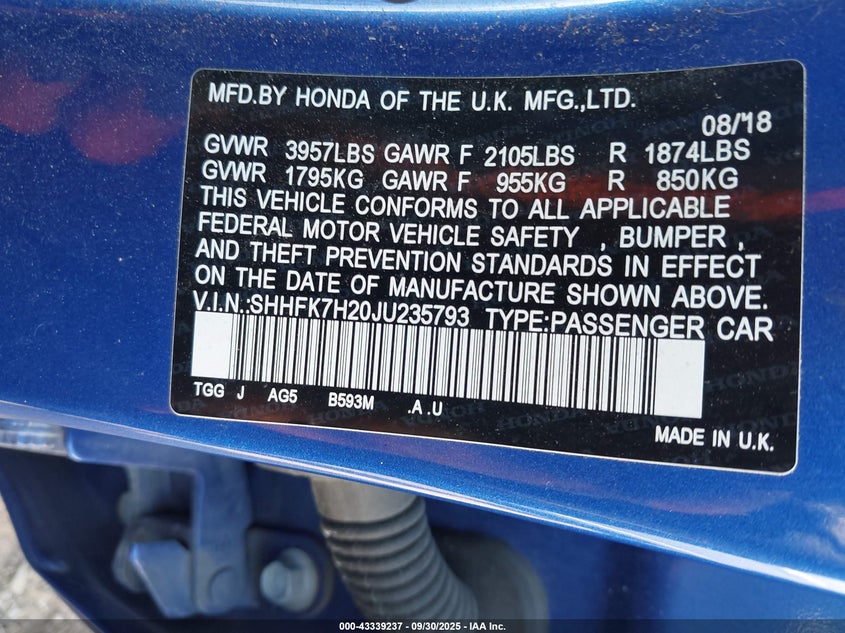 MFD.BY HONDA OF THE U.K. MFG.,LTD.
08/'18
GVWR 3957LBS GAWR F 2105LBS R 1874LBS
GVWR 1795KG GAWR F 955KG R 850KG
THIS VEHICLE CONFORMS TO ALL APPLICABLE
FEDERAL MOTOR VEHICLE SAFETY , BUMPER ,
AND THEFT PREVENTION STANDARDS IN EFFECT
ON THE DATE OF MANUFACTURE SHOWN ABOVE.
V.I.N.:SHHFK7H20JU235793 TYPE:PASSENGER CAR
TGG J AG5 B593M .A.U
MADE IN U.K.
000-43339237 - 09/30/2025 - IAA Inc.